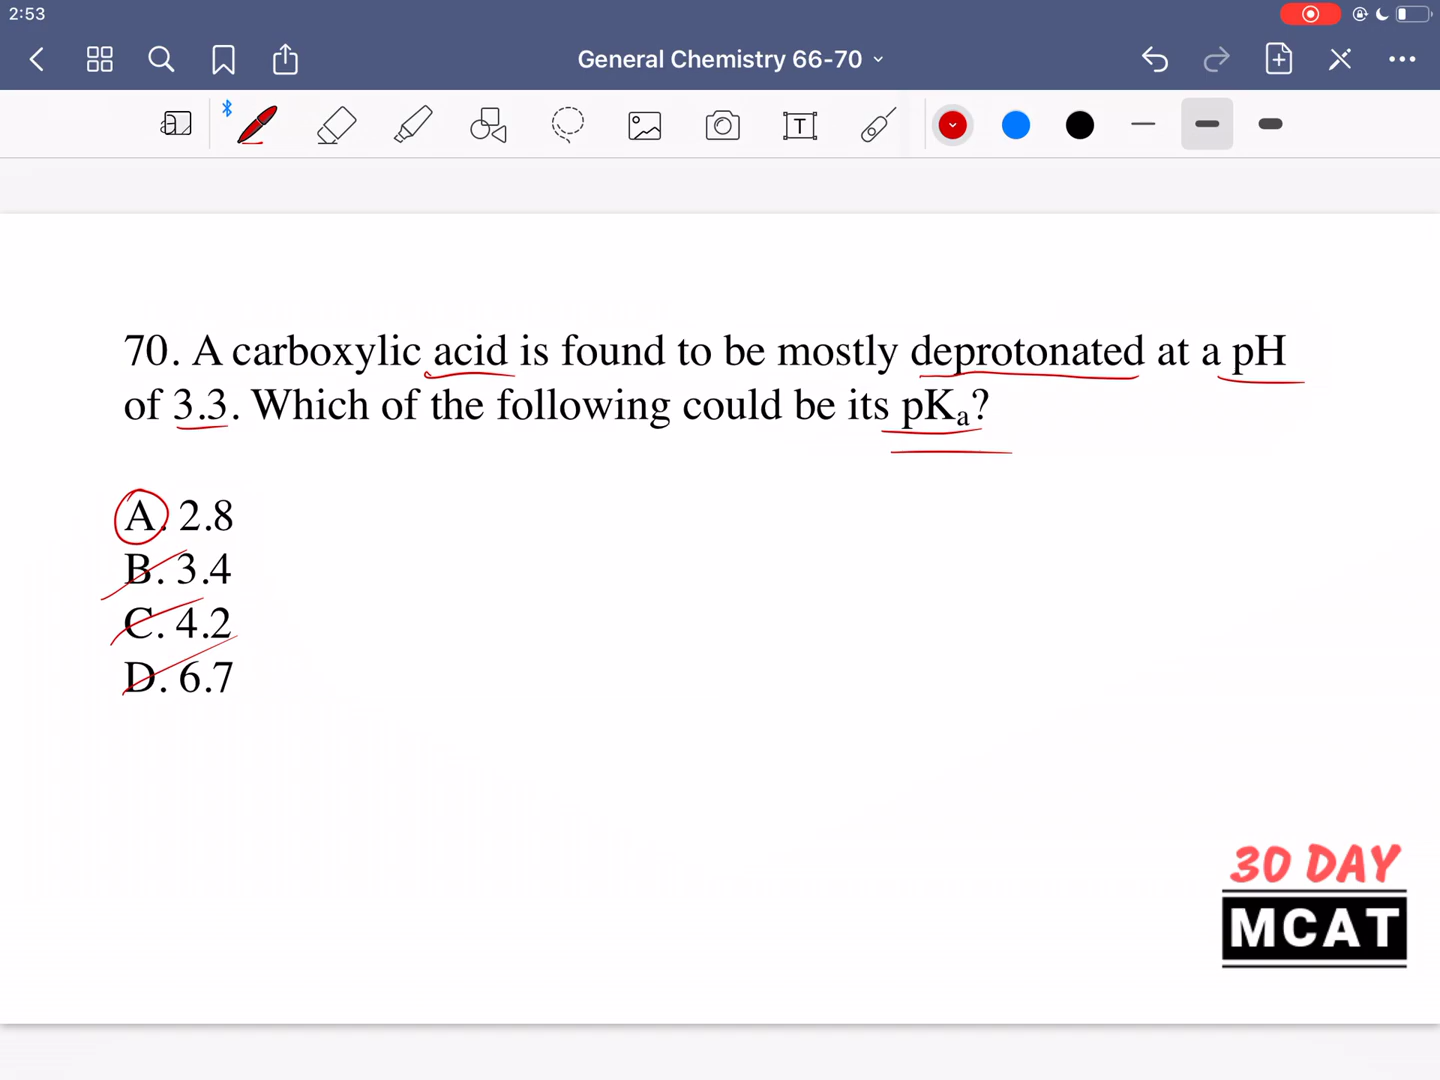 2:53
General Chemistry 66-70
a
T
70. A carboxylic acid is found to be mostly deprotonated at a pH
of 3.3. Which of the following could be its pKₐ?
A. 2.8
B. 3.4
C. 4.2
D. 6.7
30 DAY
MCAT